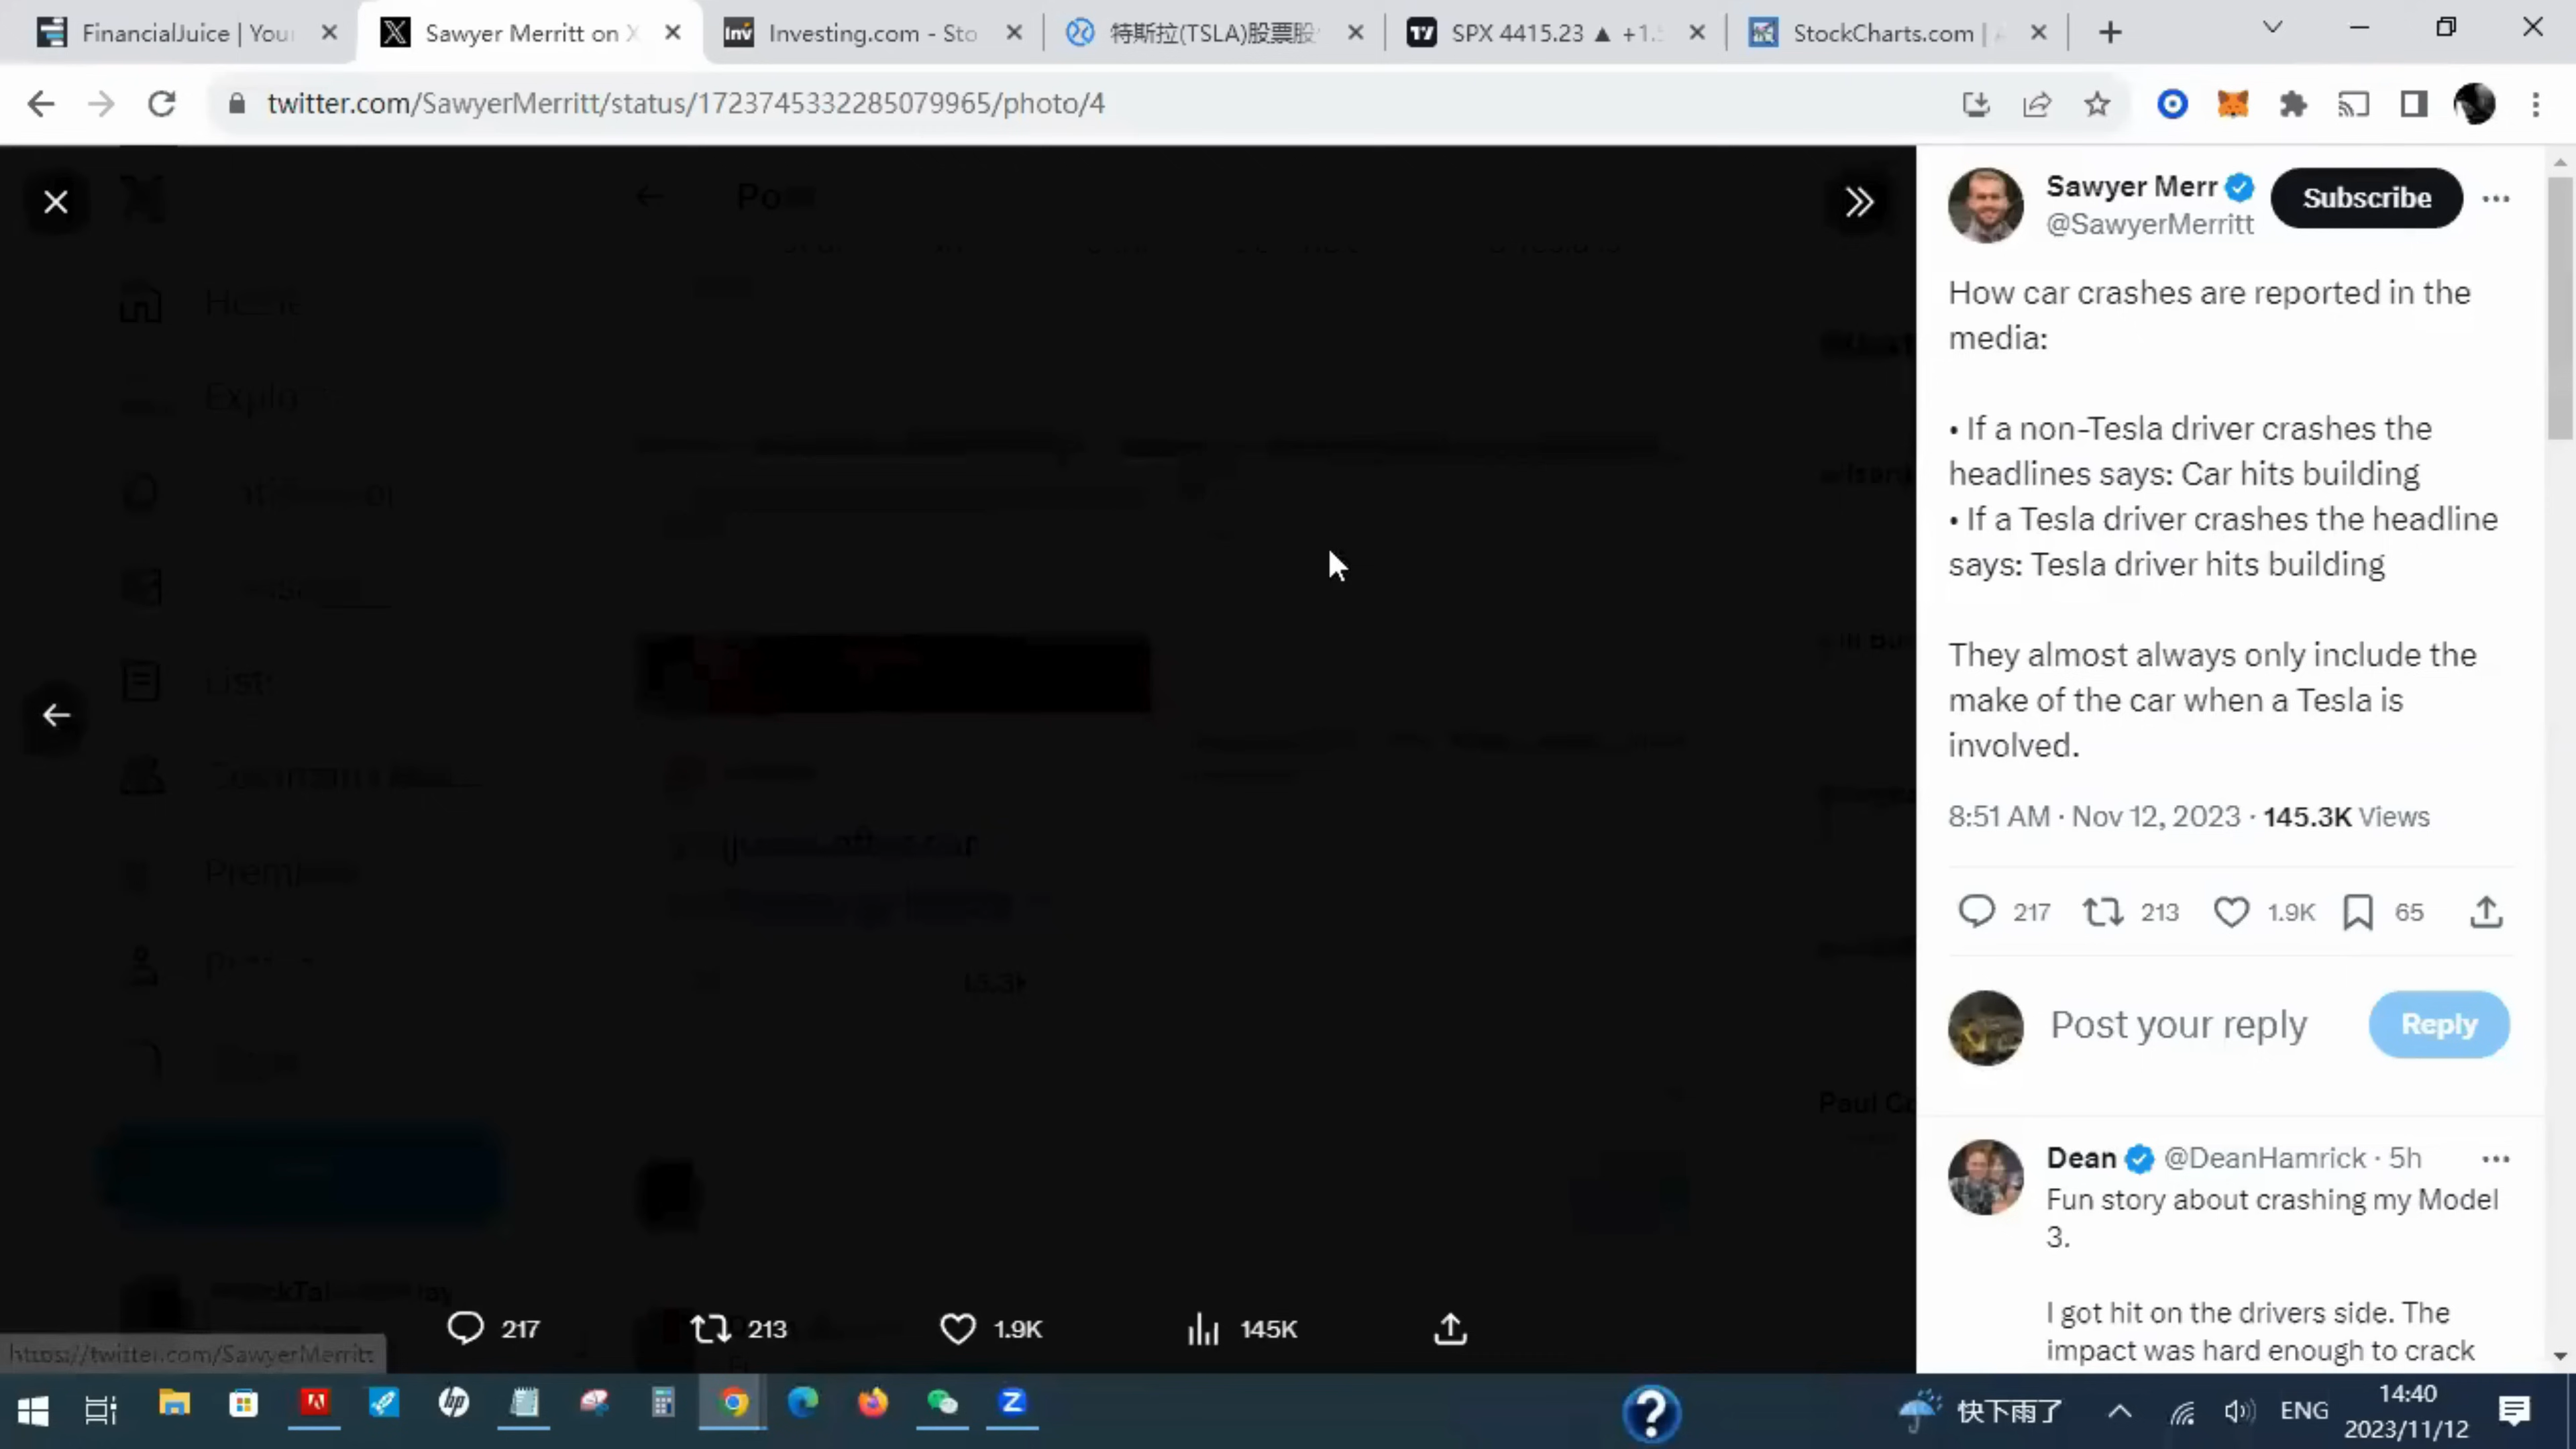 FinancialJuice | You
Sawyer Merritt on X
Investing.com - Sto
特斯拉(TSLA)股票股
SPX 4415.23 ▲ +1.
StockCharts.com |
twitter.com/SawyerMerritt/status/1723745332285079965/photo/4
Sawyer Merr
@SawyerMerritt
Subscribe
How car crashes are reported in the
media:
• If a non-Tesla driver crashes the
headlines says: Car hits building
• If a Tesla driver crashes the headline
says: Tesla driver hits building
They almost always only include the
make of the car when a Tesla is
involved.
8:51 AM · Nov 12, 2023 · 145.3K Views
217 213 1.9K 65
Post your reply
Reply
Dean @DeanHamrick · 5h
Fun story about crashing my Model
3.
I got hit on the drivers side. The
impact was hard enough to crack
Home
Explo
List
Paul Go
217 213 1.9K 145K
https://twitter.com/SawyerMerritt
快下雨了
ENG
14:40
2023/11/12